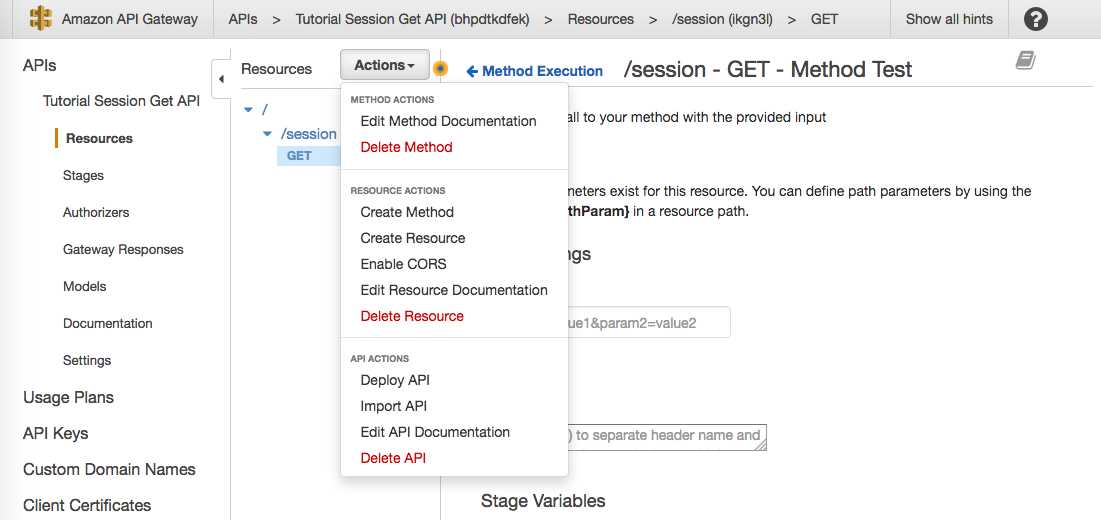 Amazon API Gateway
APIs > Tutorial Session Get API (bhpdtkdfek) > Resources > /session (ikgn3l) > GET
Show all hints
?
APIs
Tutorial Session Get API
Resources
Stages
Authorizers
Gateway Responses
Models
Documentation
Settings
Usage Plans
API Keys
Custom Domain Names
Client Certificates
Resources
Actions
/
/session
GET
METHOD ACTIONS
Edit Method Documentation
Delete Method
RESOURCE ACTIONS
Create Method
Create Resource
Enable CORS
Edit Resource Documentation
Delete Resource
API ACTIONS
Deploy API
Import API
Edit API Documentation
Delete API
Method Execution
/session - GET - Method Test
all to your method with the provided input
meters exist for this resource. You can define path parameters by using the
thParam} in a resource path.
ngs
ue1&param2=value2
) to separate header name and
Stage Variables